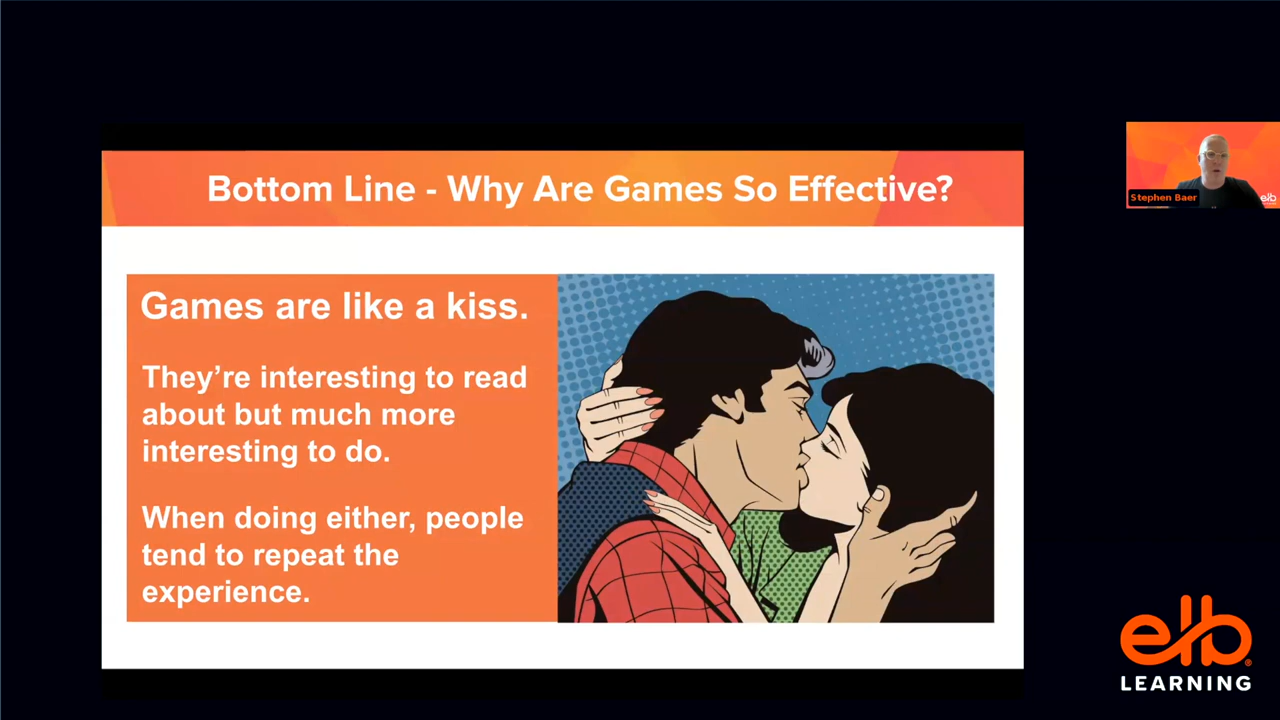 Bottom Line - Why Are Games So Effective?
Games are like a kiss.
They’re interesting to read
about but much more
interesting to do.
When doing either, people
tend to repeat the
experience.
Stephen Baer
elb
elb
LEARNING